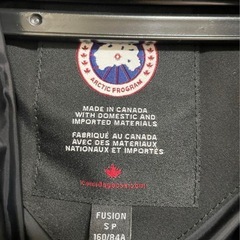 ARCTIC PROGRAM
MADE IN CANADA
WITH DOMESTIC AND
IMPORTED MATERIALS
FABRIQUÉ AU CANADA
AVEC DES MATERIAUX
NATIONAUX ET IMPORTÉS
FUSION
S P
160/84A